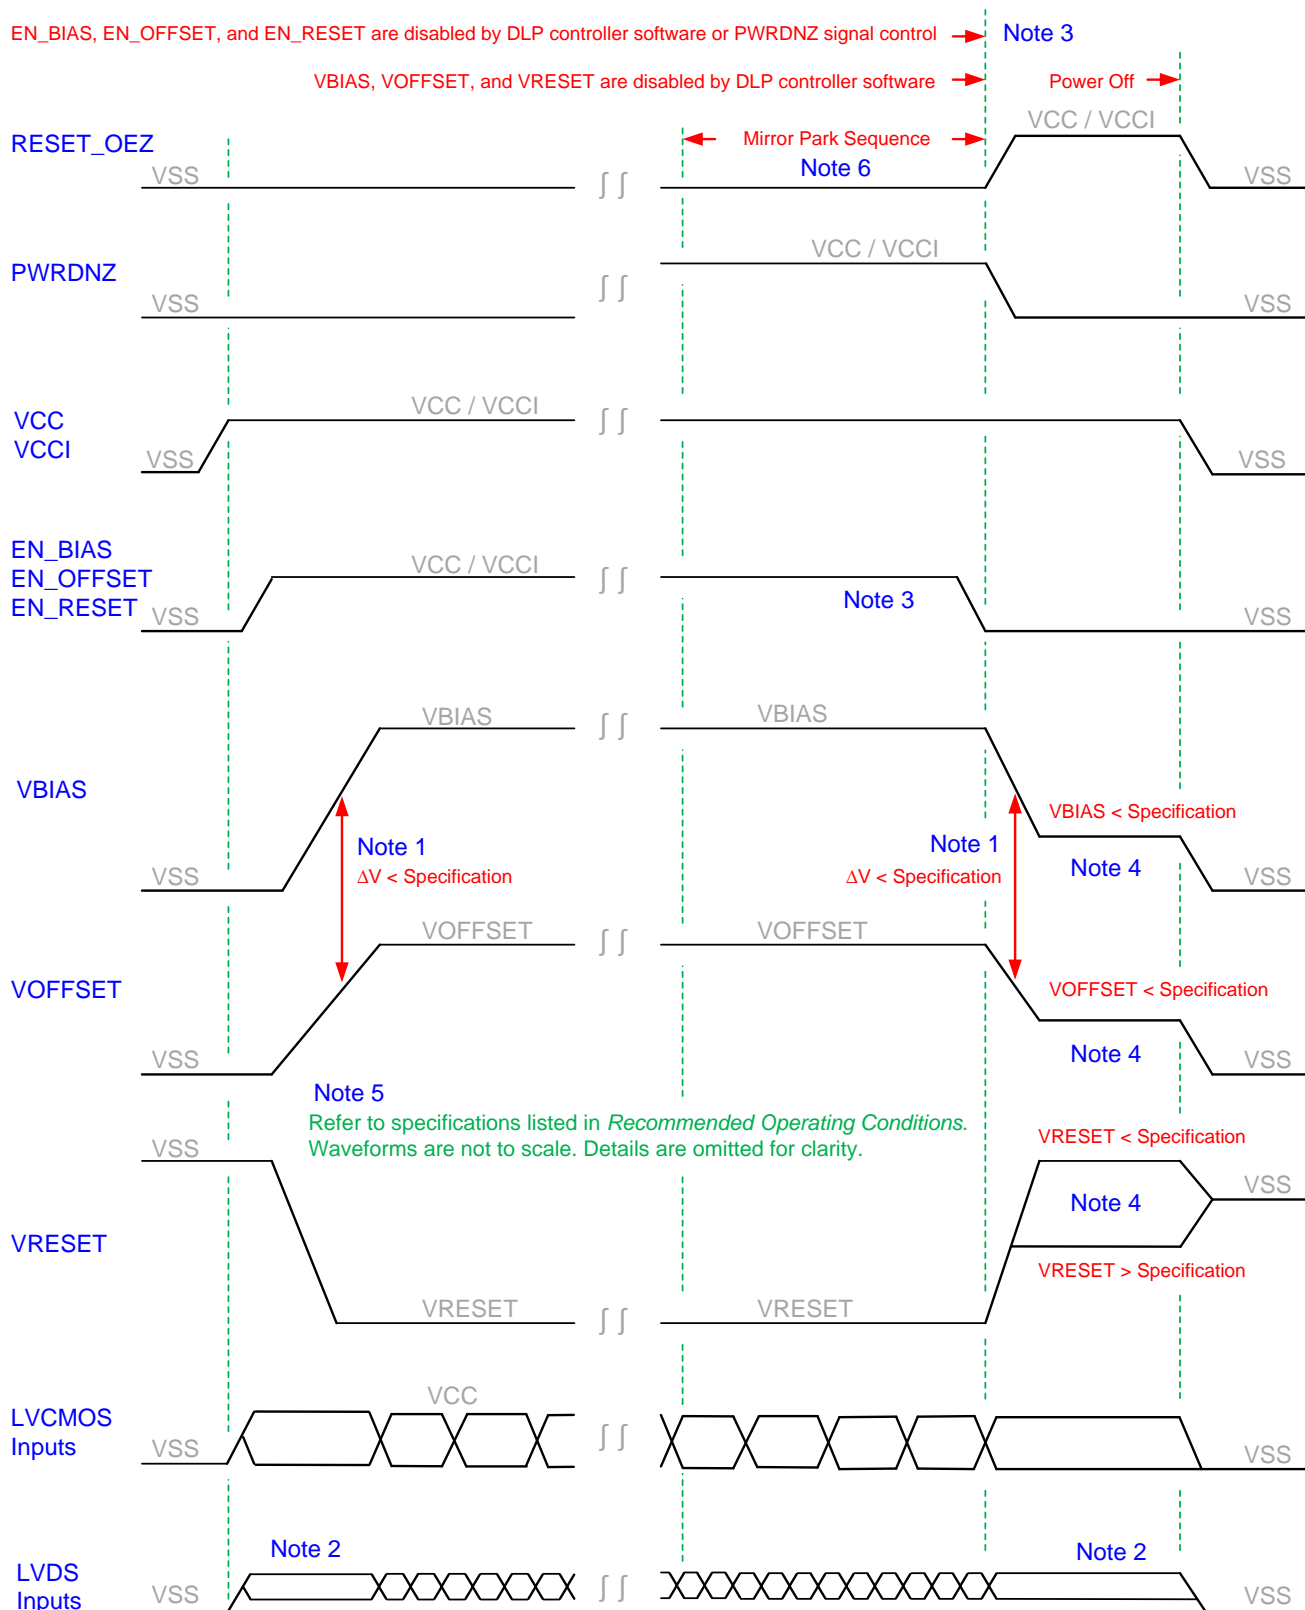 EN_BIAS, EN_OFFSET, and EN_RESET are disabled by DLP controller software or PWRDNZ signal control
Note 3
VBIAS, VOFFSET, and VRESET are disabled by DLP controller software
Power Off
RESET_OEZ
VSS
Mirror Park Sequence
Note 6
VCC / VCCI
VSS
PWRDNZ
VSS
VCC / VCCI
VSS
VCC
VCCI
VSS
VCC / VCCI
VSS
EN_BIAS
EN_OFFSET
EN_RESET
VSS
VCC / VCCI
Note 3
VSS
VBIAS
VSS
VBIAS
VBIAS
Note 1
ΔV < Specification
Note 1
ΔV < Specification
VBIAS < Specification
Note 4
VSS
VOFFSET
VSS
VOFFSET
VOFFSET
VOFFSET < Specification
Note 4
VSS
Note 5
Refer to specifications listed in Recommended Operating Conditions.
Waveforms are not to scale. Details are omitted for clarity.
VRESET
VSS
VRESET
VRESET
VRESET < Specification
Note 4
VRESET > Specification
VSS
LVCMOS
Inputs
VSS
VCC
VSS
LVDS
Inputs
VSS
Note 2
Note 2
VSS